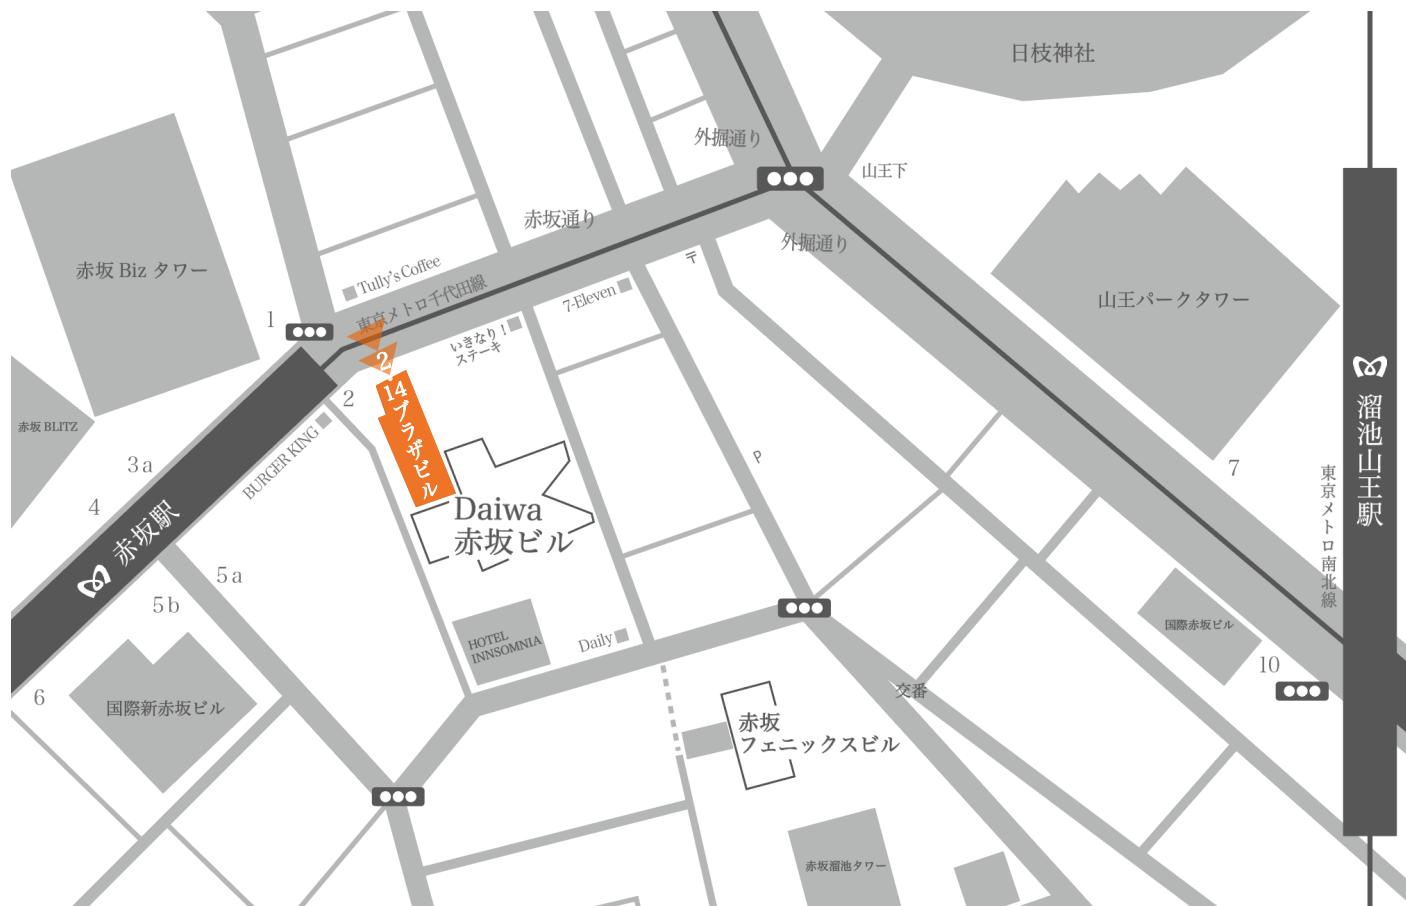 日枝神社
外掘通り
山王下
赤坂通り
外掘通り
〒
赤坂 Biz タワー
Tully's Coffee
東京メトロ千代田線
7-Eleven
山王パークタワー
1
いきなり！
ステーキ
2
14プラザビル
2
赤坂 BLITZ
BURGER KING
溜池山王駅
東京メトロ南北線
7
3a
4
赤坂駅
P
Daiwa
赤坂ビル
5a
5b
HOTEL
INNSOMNIA
Daily
国際赤坂ビル
10
6
国際新赤坂ビル
交番
赤坂
フェニックスビル
赤坂溜池タワー